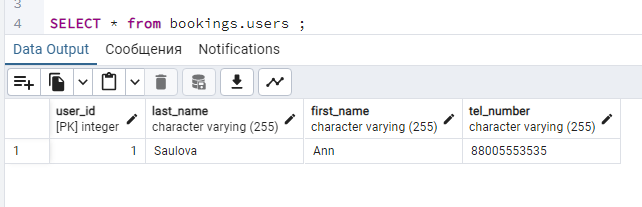 3
4 SELECT * from bookings.users ;
Data Output Сообщения Notifications
user_id last_name first_name tel_number
[PK] integer character varying (255) character varying (255) character varying (255)
1 1 Saulova Ann 88005553535